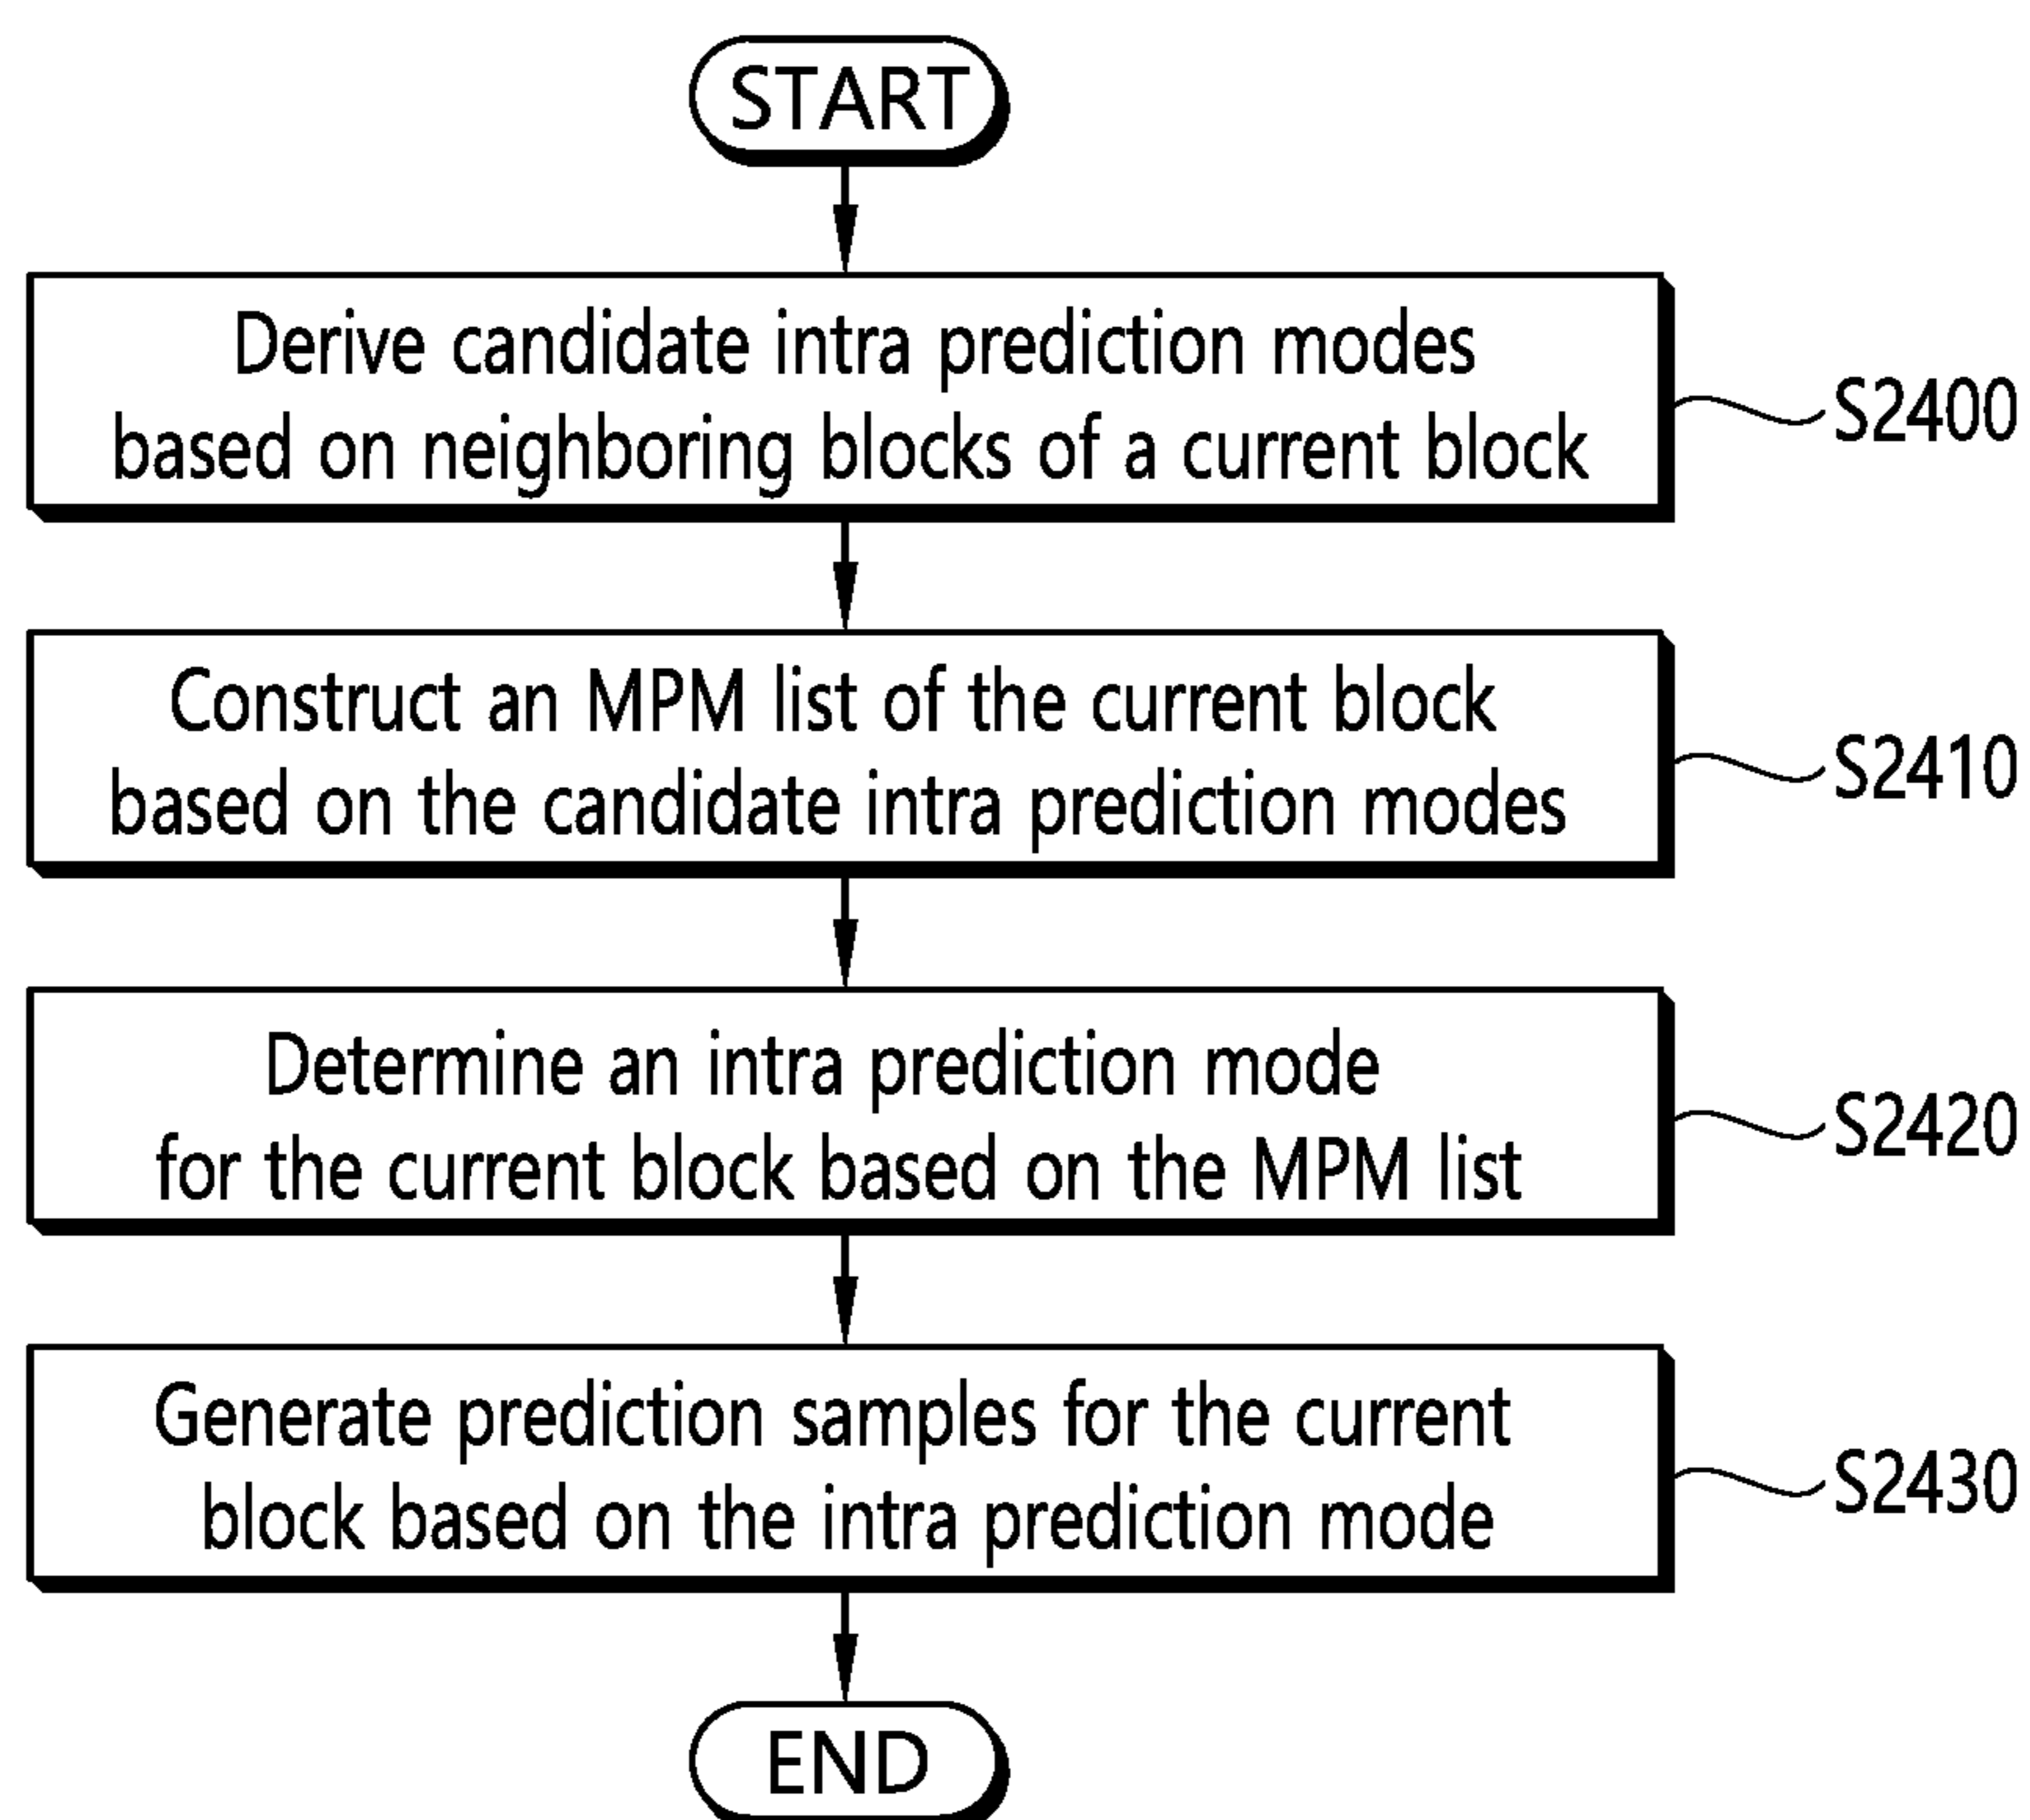 START
Derive candidate intra prediction modes
based on neighboring blocks of a current block
S2400
Construct an MPM list of the current block
based on the candidate intra prediction modes
S2410
Determine an intra prediction mode
for the current block based on the MPM list
S2420
Generate prediction samples for the current
block based on the intra prediction mode
S2430
END